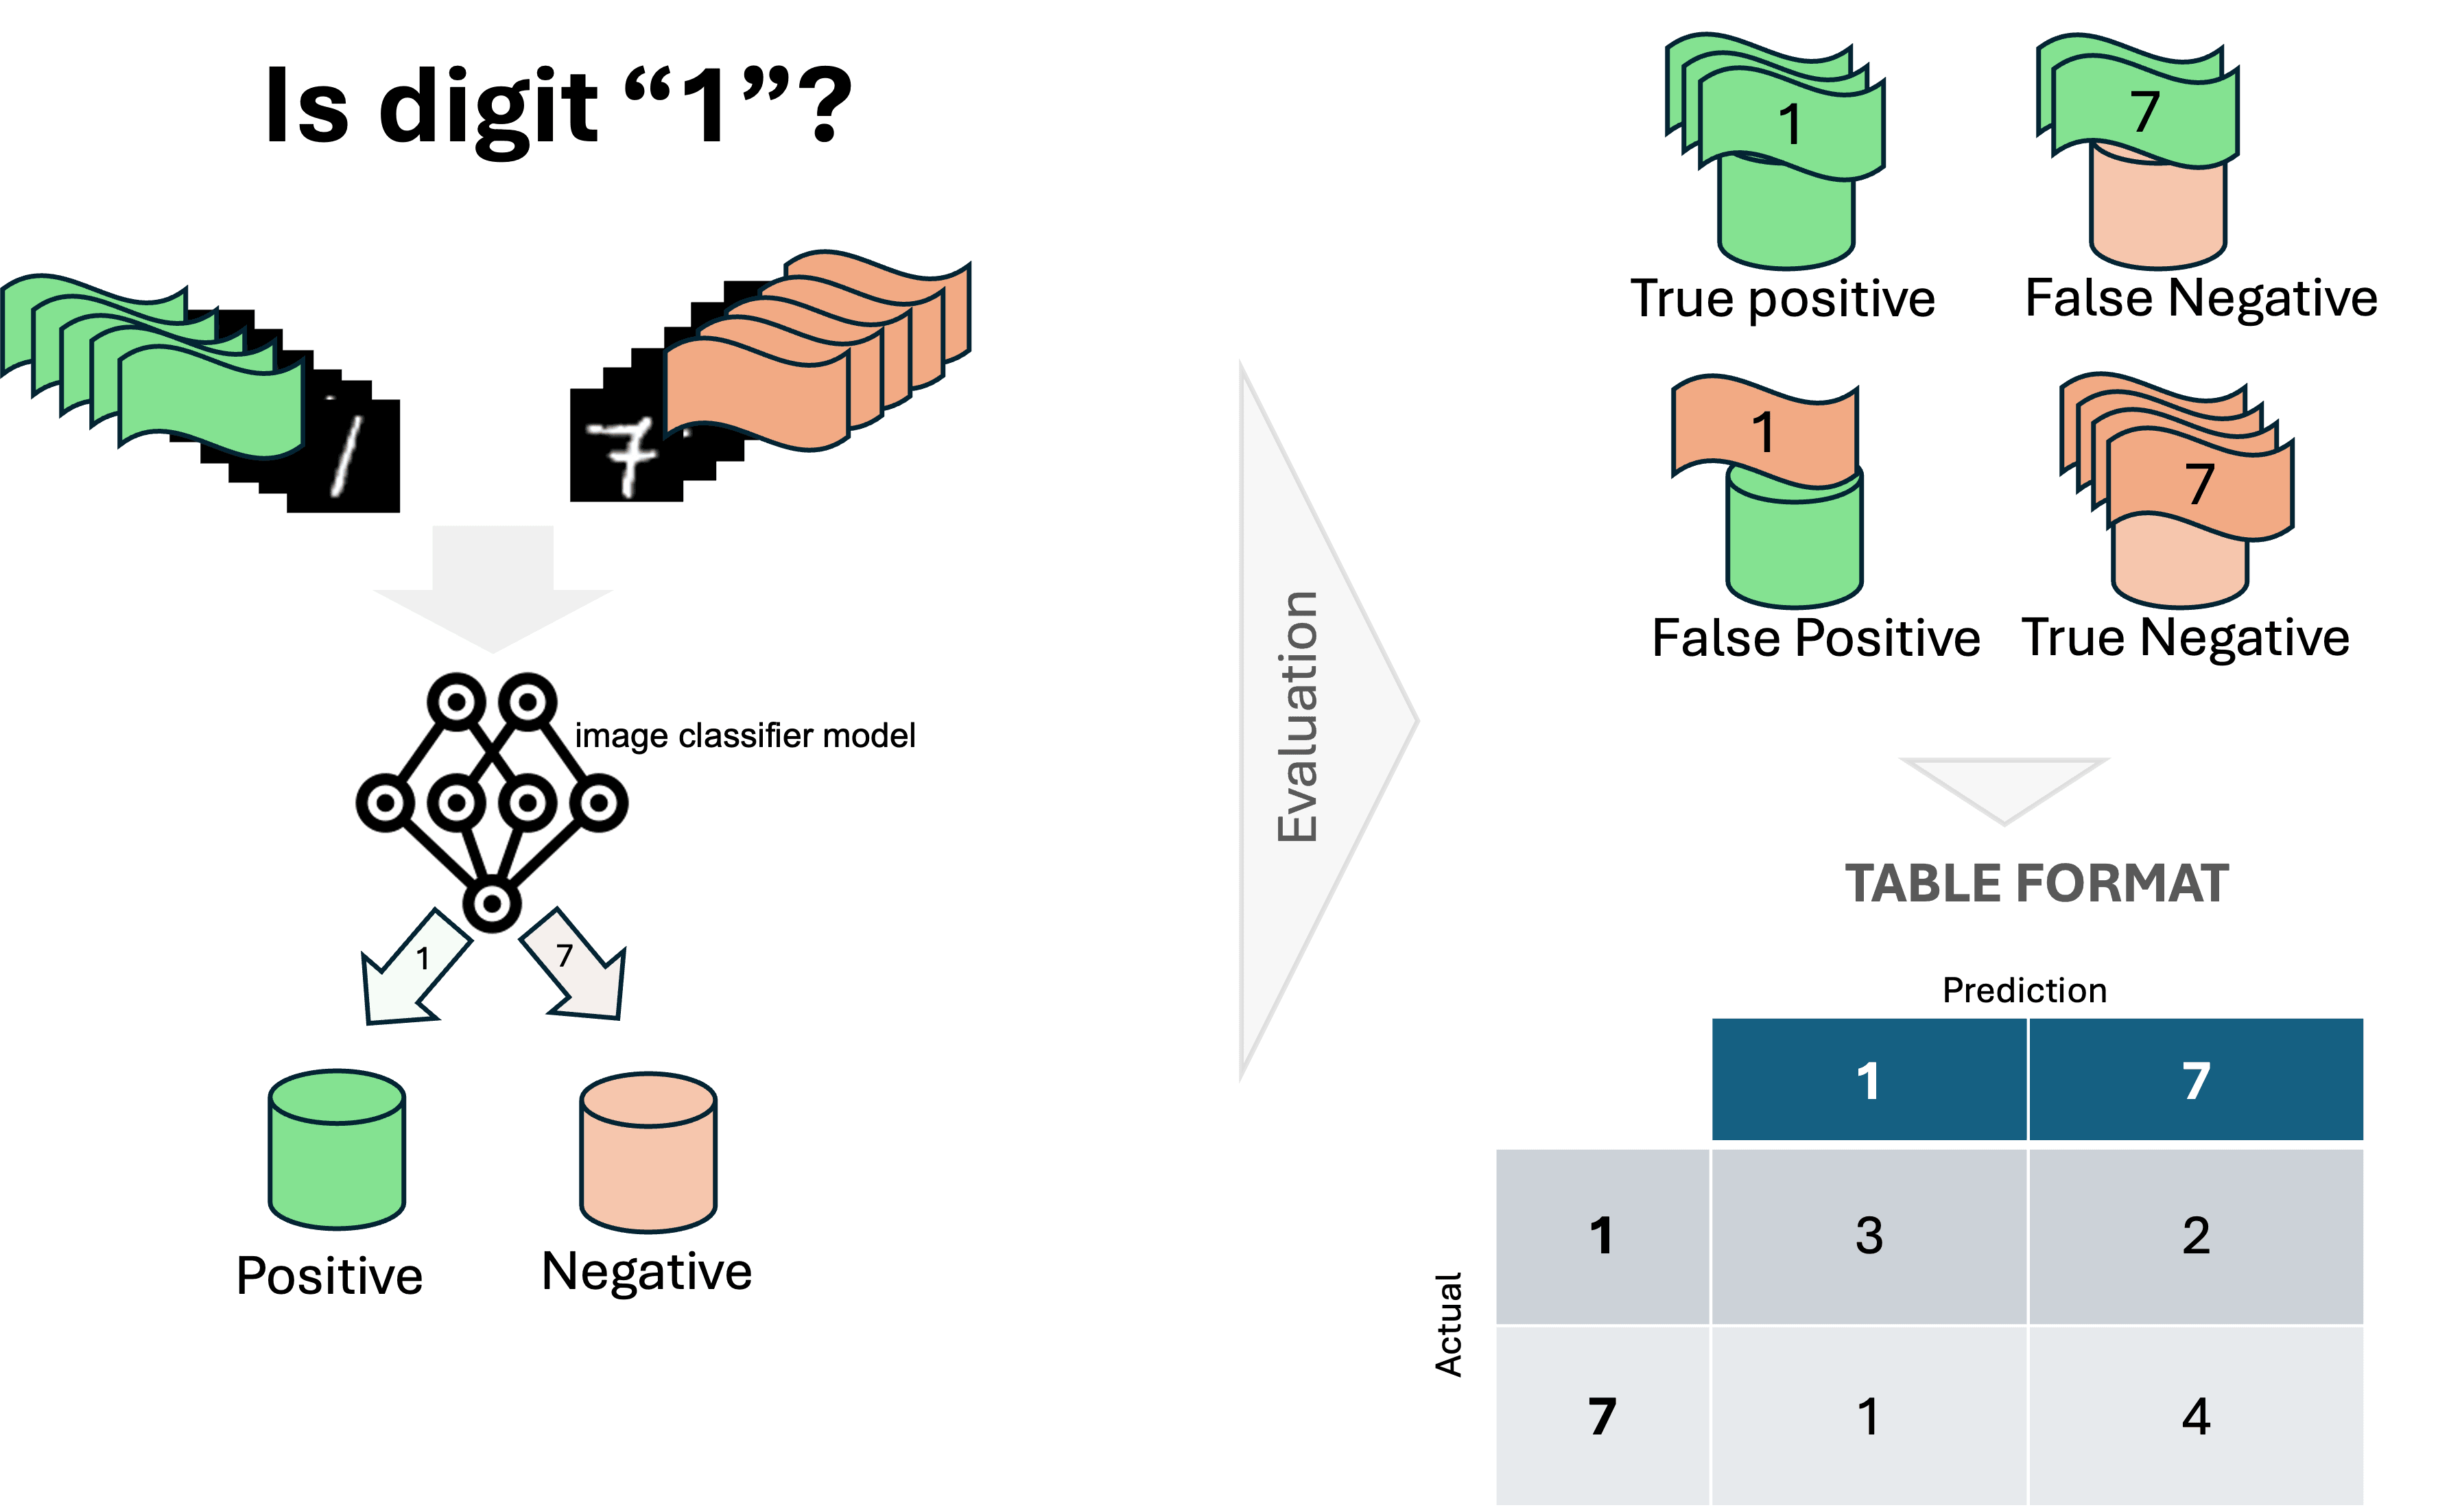 Is digit “1”?
7
image classifier model
1
7
Positive
Negative
Evaluation
1
7
True positive
False Negative
1
7
False Positive
True Negative
TABLE FORMAT
Prediction
1 7
Actual
1 3 2
7 1 4